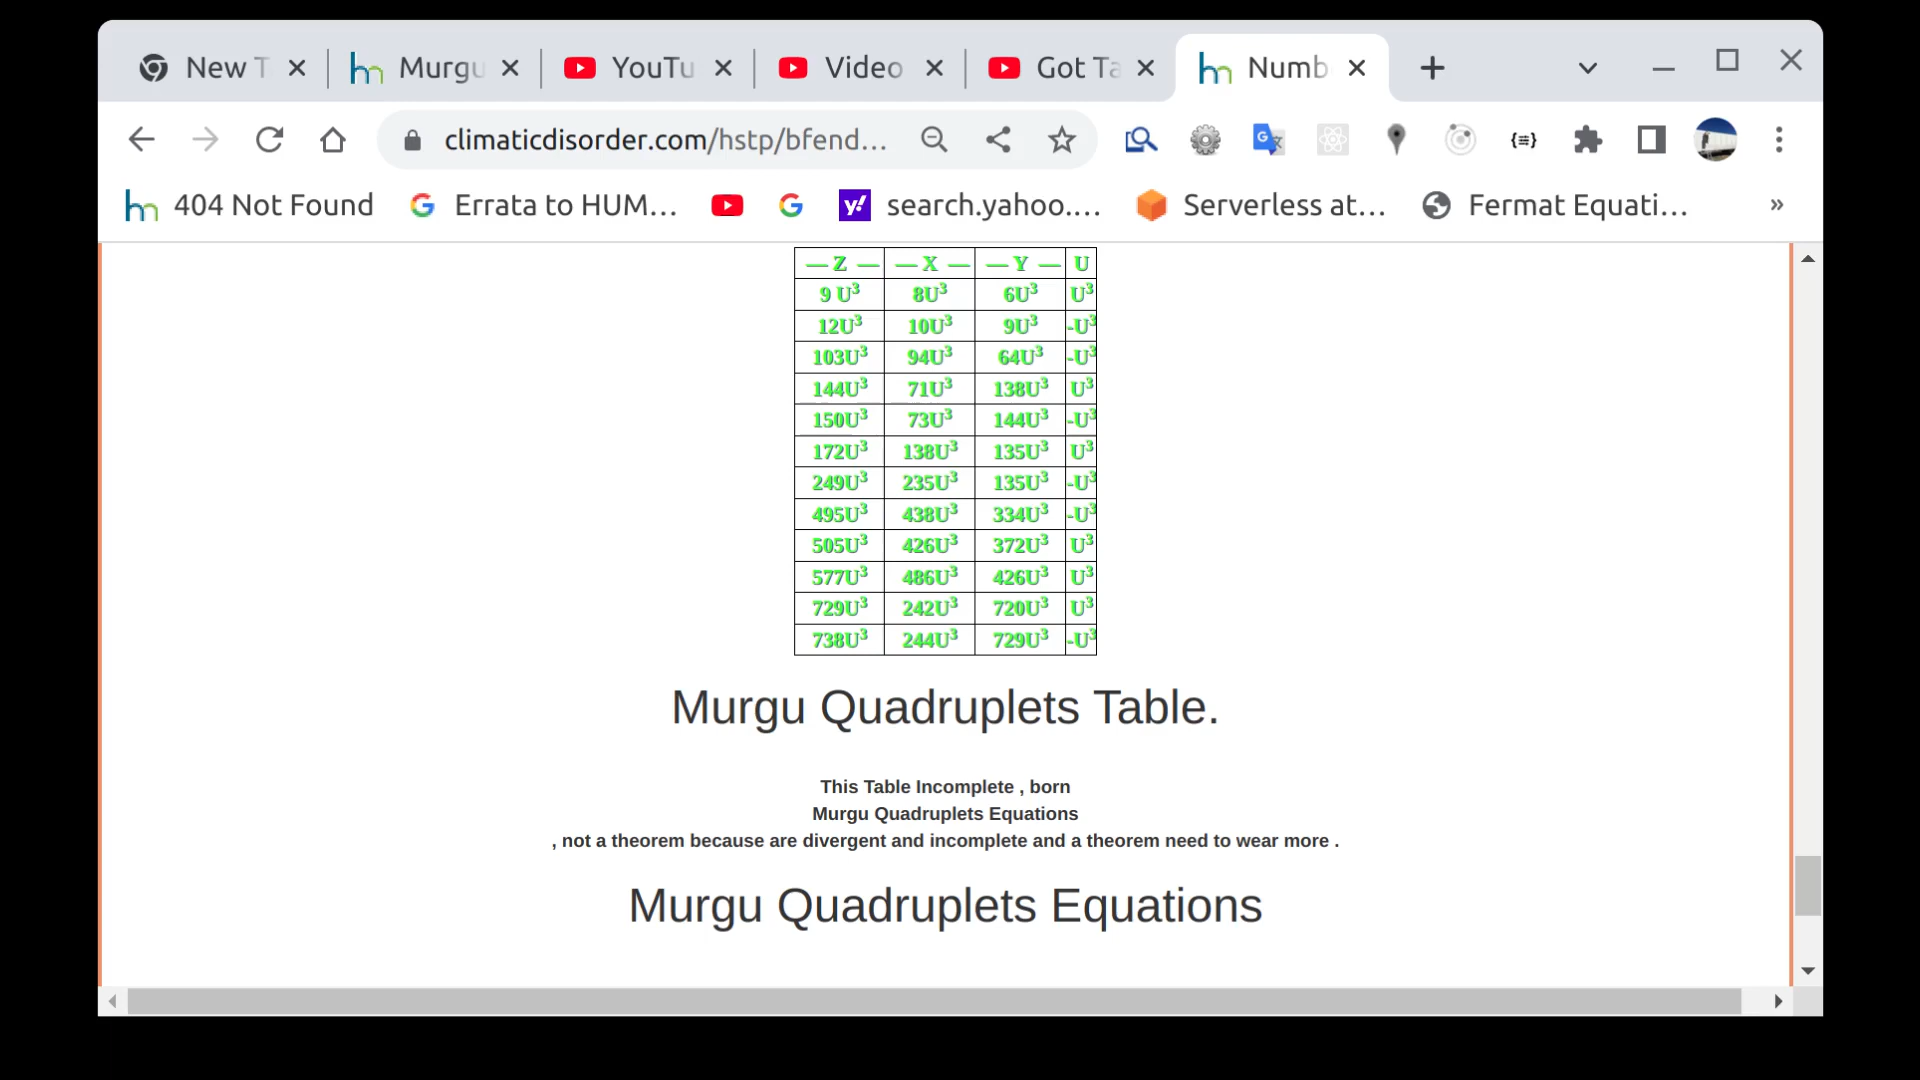 New T
Murgu
YouTu
Video
Got Ta
Numb
climaticdisorder.com/hstp/bfend...
404 Not Found
Errata to HUM...
search.yahoo....
Serverless at...
Fermat Equati...
»
— Z — — X — — Y — U
9 U³ 8U³ 6U³ U³
12U³ 10U³ 9U³ -U³
103U³ 94U³ 64U³ -U³
144U³ 71U³ 138U³ U³
150U³ 73U³ 144U³ -U³
172U³ 138U³ 135U³ U³
249U³ 235U³ 135U³ -U³
495U³ 438U³ 334U³ -U³
505U³ 426U³ 372U³ U³
577U³ 486U³ 426U³ U³
729U³ 242U³ 720U³ U³
738U³ 244U³ 729U³ -U³
Murgu Quadruplets Table.
This Table Incomplete , born
Murgu Quadruplets Equations
, not a theorem because are divergent and incomplete and a theorem need to wear more .
Murgu Quadruplets Equations